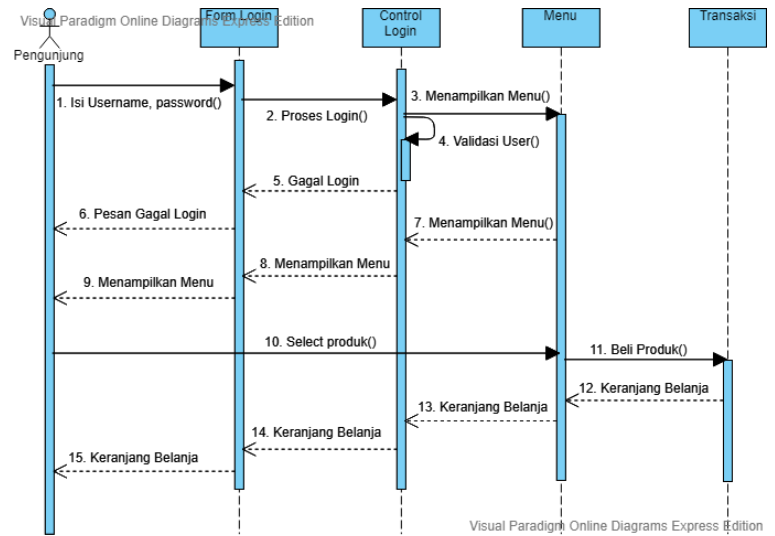 Visual Paradigm Online Diagrams Express Edition
Pengunjung
Form Login
Control
Login
Menu
Transaksi
1. Isi Username, password()
2. Proses Login()
3. Menampilkan Menu()
4. Validasi User()
5. Gagal Login
6. Pesan Gagal Login
7. Menampilkan Menu()
8. Menampilkan Menu
9. Menampilkan Menu
10. Select produk()
11. Beli Produk()
12. Keranjang Belanja
13. Keranjang Belanja
14. Keranjang Belanja
15. Keranjang Belanja
Visual Paradigm Online Diagrams Express Edition